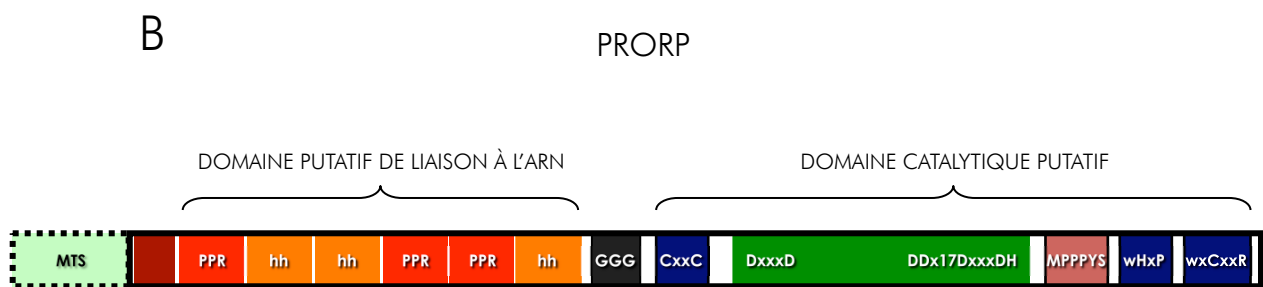 B
PRORP
DOMAINE PUTATIF DE LIAISON À L'ARN
DOMAINE CATALYTIQUE PUTATIF
MTS PPR hh hh PPR PPR hh GGG CxxC DxxxD DDx17DxxxDH MPPPYS wHxP wxCxxR